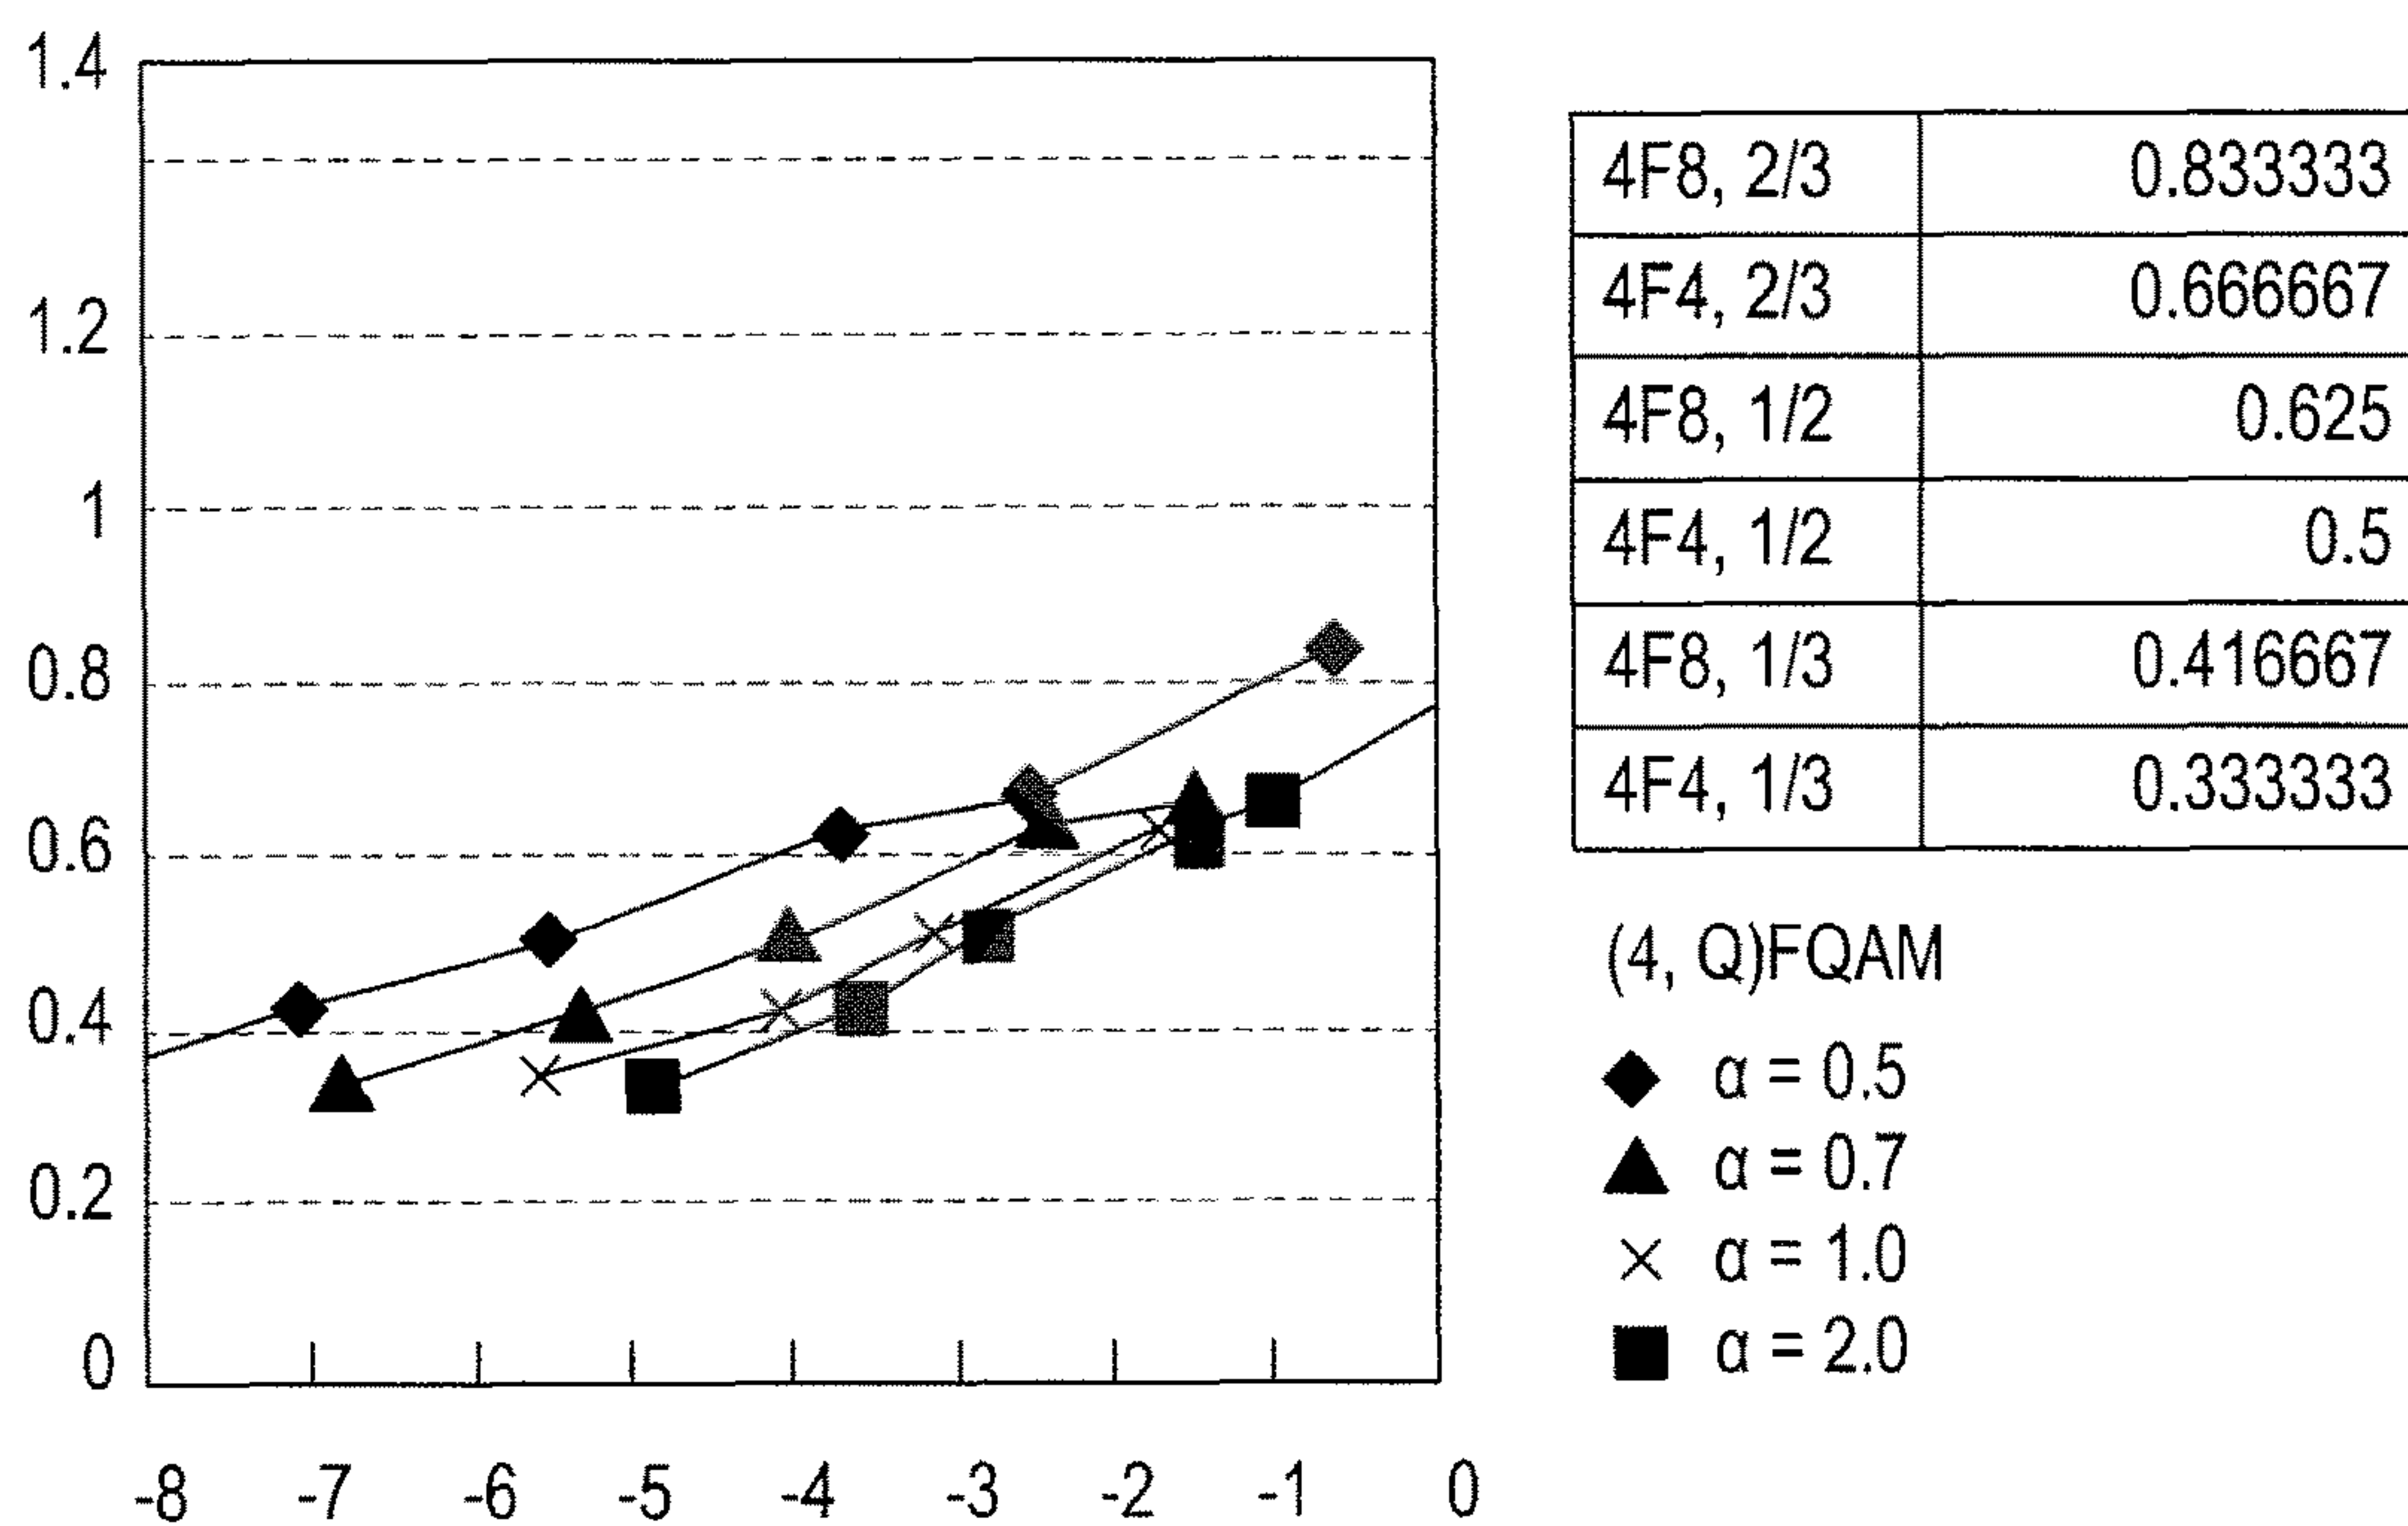 1.4
1.2
1
0.8
0.6
0.4
0.2
0
-8 -7 -6 -5 -4 -3 -2 -1 0
4F8, 2/3 0.833333
4F4, 2/3 0.666667
4F8, 1/2 0.625
4F4, 1/2 0.5
4F8, 1/3 0.416667
4F4, 1/3 0.333333
(4, Q)FQAM
α = 0.5
α = 0.7
α = 1.0
α = 2.0